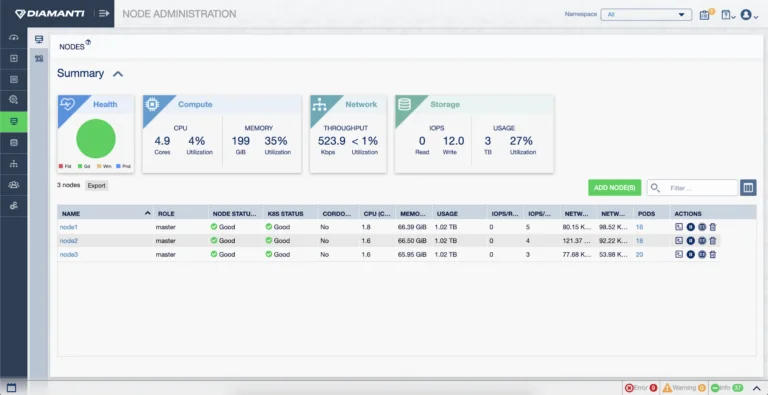 DIAMANTI
NODE ADMINISTRATION
Namespace All
NODES
Summary
Health
Fld Gd Wrn Pnd
Compute
CPU MEMORY
4.9 4% 199 35%
Cores Utilization GiB Utilization
Network
THROUGHPUT
523.9 < 1%
Kbps Utilization
Storage
IOPS USAGE
0 12.0 3 27%
Read Write TB Utilization
3 nodes Export
ADD NODE(S) Filter ...
NAME ROLE NODE STATU... K8S STATUS CORDO... CPU (C... MEMO... USAGE IOPS/R... IOPS/... NETW... NETW... PODS ACTIONS
node1 master Good Good No 1.8 66.39 GiB 1.02 TB 0 5 80.15 K... 98.52 K... 16
node2 master Good Good No 1.6 66.50 GiB 1.02 TB 0 4 121.37 ... 92.22 K... 18
node3 master Good Good No 1.6 65.95 GiB 1.02 TB 0 3 77.68 K... 53.98 K... 20
Error 0 Warning 0 Info 37